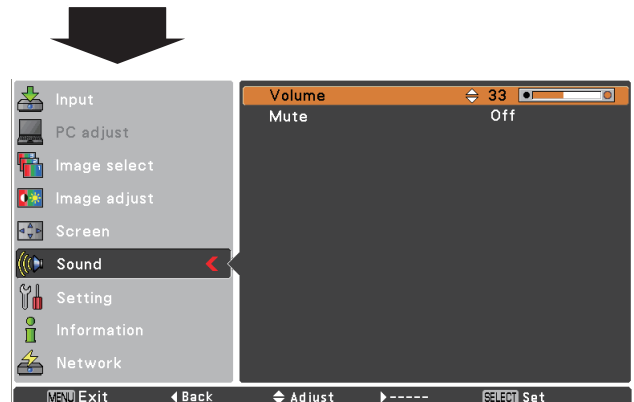 Input
PC adjust
Image select
Image adjust
Screen
Sound
Setting
Information
Network
Volume 33
Mute Off
MENU Exit Back Adjust ----- SELECT Set